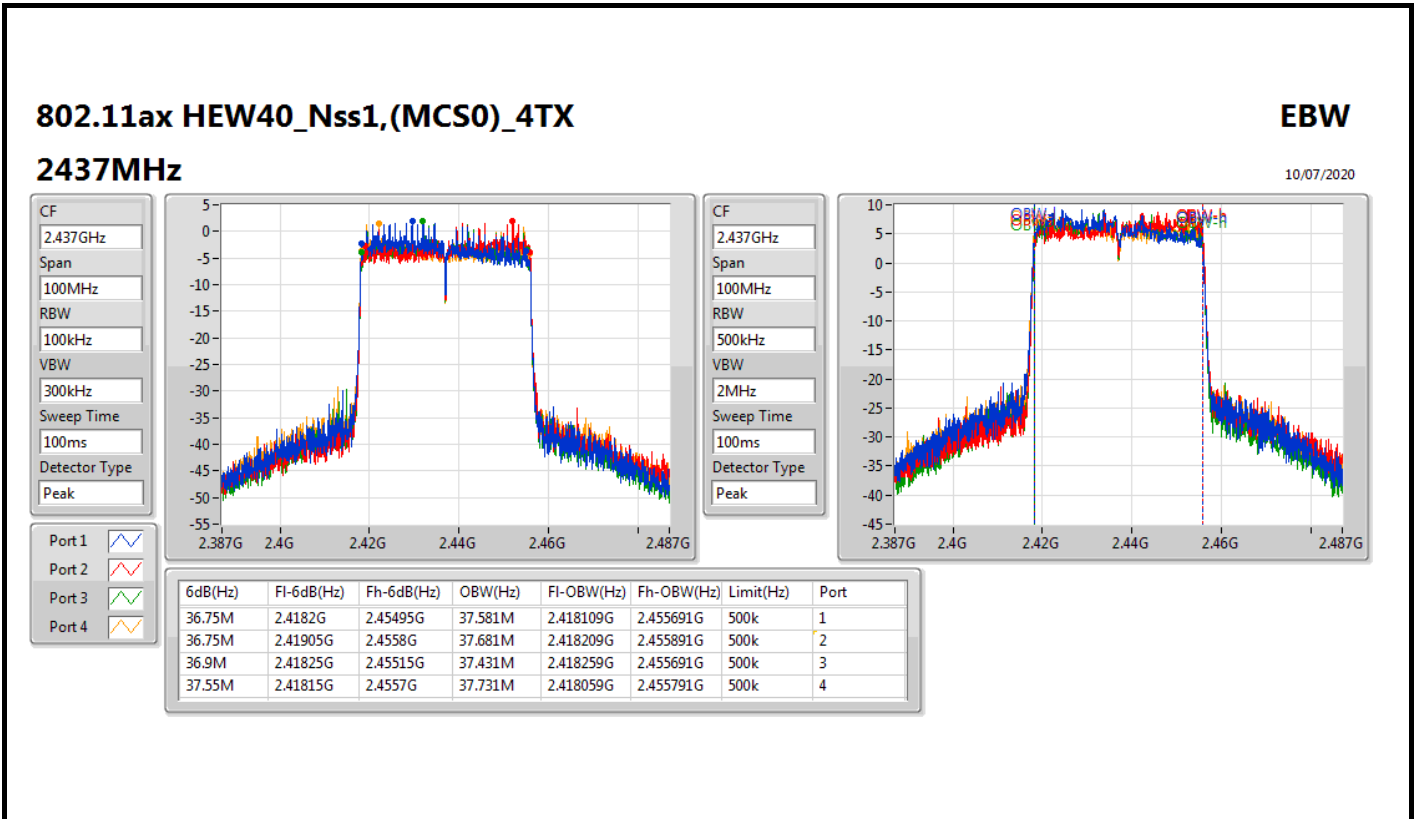 802.11ax HEW40_Nss1,(MCS0)_4TX EBW
2437MHz 10/07/2020
CF
2.437GHz
Span
100MHz
RBW
100kHz
VBW
300kHz
Sweep Time
100ms
Detector Type
Peak
5
0
-5
-10
-15
-20
-25
-30
-35
-40
-45
-50
-55
2.387G 2.4G 2.42G 2.44G 2.46G 2.487G
CF
2.437GHz
Span
100MHz
RBW
500kHz
VBW
2MHz
Sweep Time
100ms
Detector Type
Peak
10
5
0
-5
-10
-15
-20
-25
-30
-35
-40
-45
OBW-h
2.387G 2.4G 2.42G 2.44G 2.46G 2.487G
Port 1
Port 2
Port 3
Port 4
6dB(Hz) Fl-6dB(Hz) Fh-6dB(Hz) OBW(Hz) Fl-OBW(Hz) Fh-OBW(Hz) Limit(Hz) Port
36.75M 2.4182G 2.45495G 37.581M 2.418109G 2.455691G 500k 1
36.75M 2.41905G 2.4558G 37.681M 2.418209G 2.455891G 500k 2
36.9M 2.41825G 2.45515G 37.431M 2.418259G 2.455691G 500k 3
37.55M 2.41815G 2.4557G 37.731M 2.418059G 2.455791G 500k 4